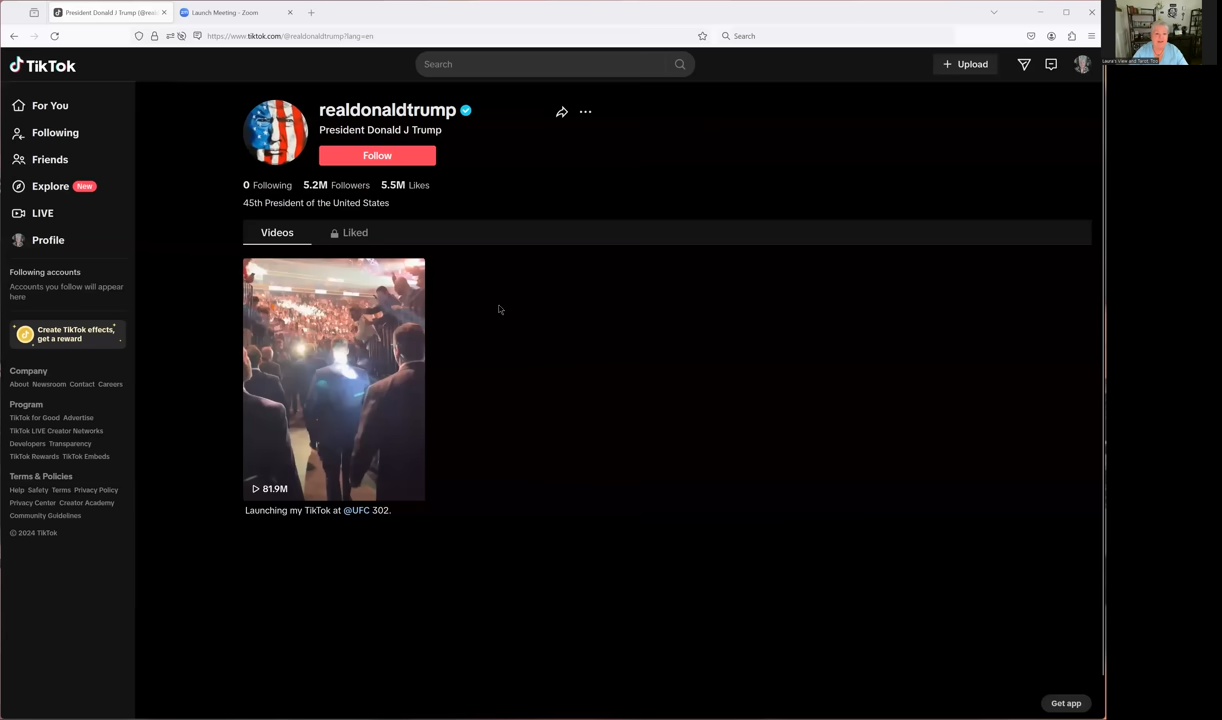 President Donald J Trump (@real
Launch Meeting - Zoom
https://www.tiktok.com/@realdonaldtrump?lang=en
Search
Laura's View and Tarot, Too
TikTok
Search
Upload
For You
Following
Friends
Explore New
LIVE
Profile
Following accounts
Accounts you follow will appear
here
Create TikTok effects,
get a reward
Company
About Newsroom Contact Careers
Program
TikTok for Good Advertise
TikTok LIVE Creator Networks
Developers Transparency
TikTok Rewards TikTok Embeds
Terms & Policies
Help Safety Terms Privacy Policy
Privacy Center Creator Academy
Community Guidelines
© 2024 TikTok
realdonaldtrump
President Donald J Trump
Follow
0 Following 5.2M Followers 5.5M Likes
45th President of the United States
Videos Liked
81.9M
Launching my TikTok at @UFC 302.
Get app